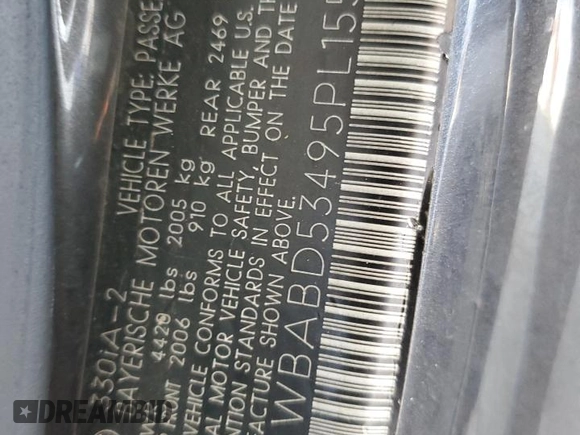 330iA-2 VEHICLE TYPE: PASSE
BAYERISCHE MOTOREN WERKE AG
4420 lbs 2005 kg
2006 lbs 910 kg REAR 2469
VEHICLE CONFORMS TO ALL APPLICABLE U.S.
MOTOR VEHICLE SAFETY, BUMPER AND
STANDARDS IN EFFECT ON THE DATE
SHOWN ABOVE.
WBABD53495PL15
DREAMBID